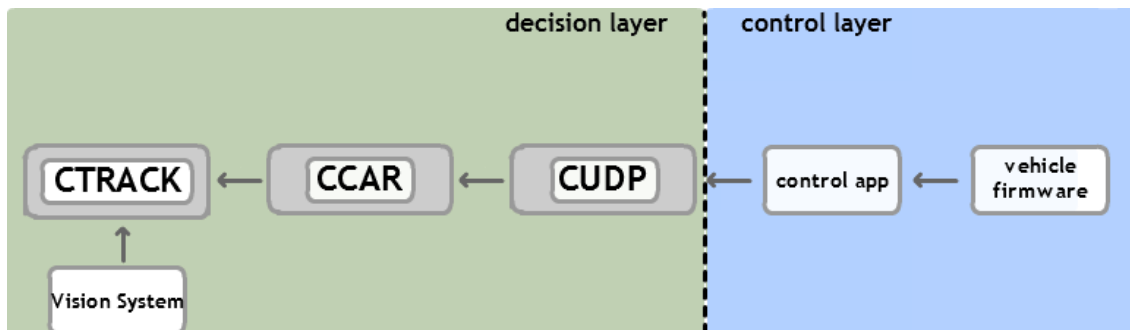 decision layer
control layer
CTRACK
CCAR
CUDP
control app
vehicle
firmware
Vision System